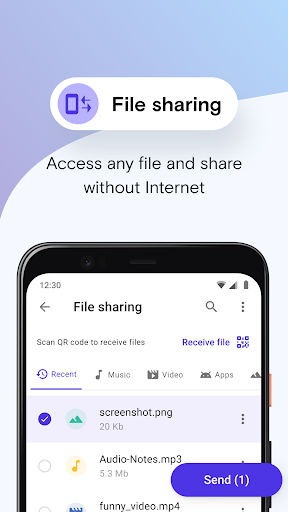 File sharing
Access any file and share
without Internet
12:30
File sharing
Scan QR code to receive files
Receive file
Recent
Music
Video
Apps
screenshot.png
20 Kb
Audio-Notes.mp3
5.3 Mb
Send (1)
funny_video.mp4